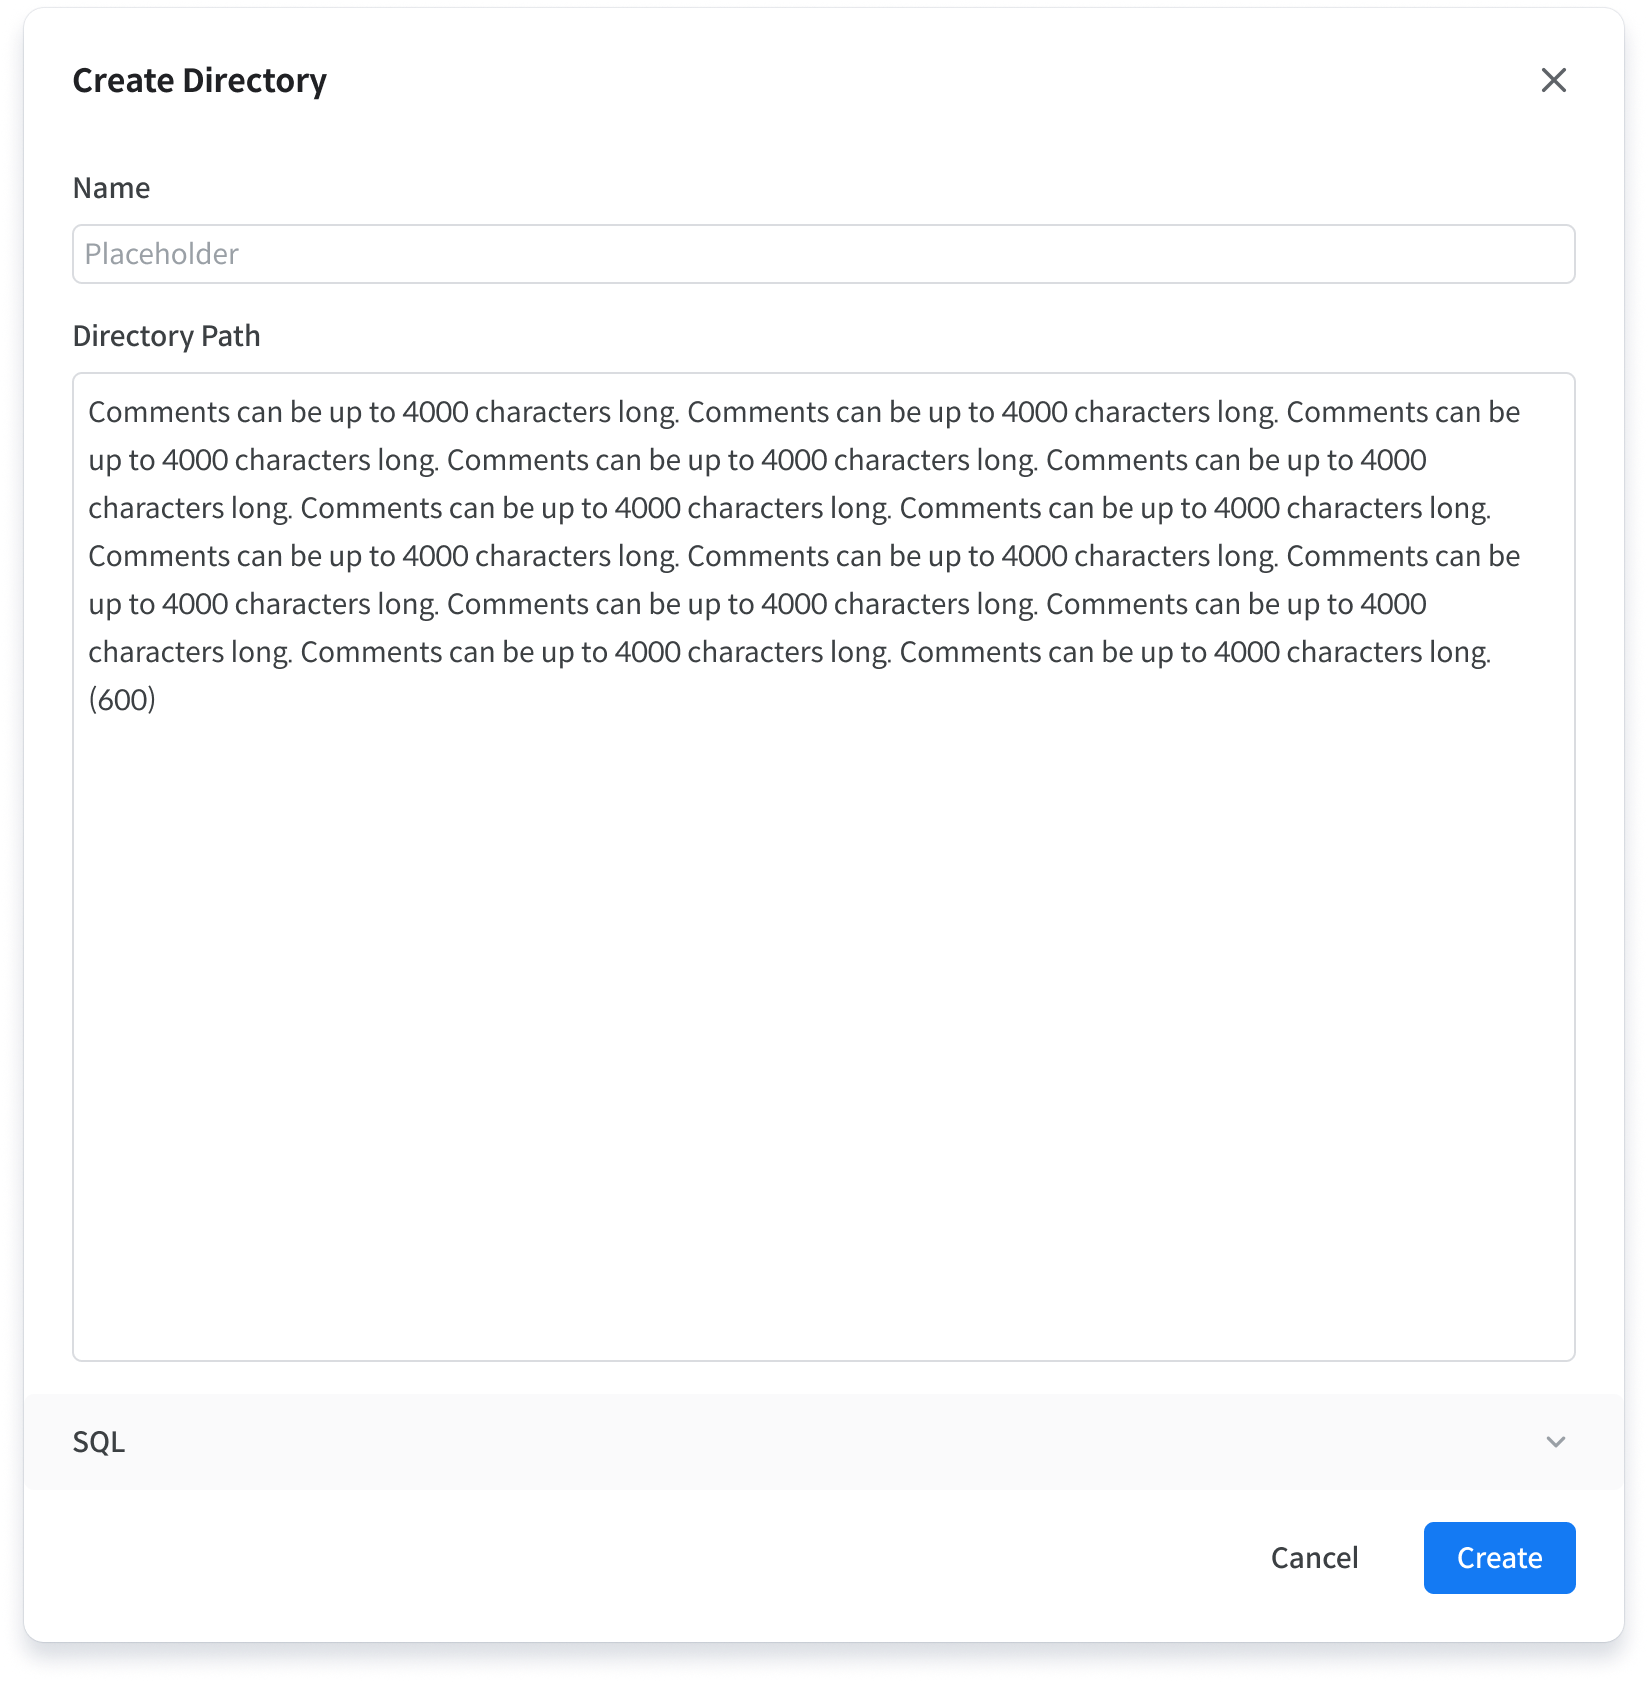 Create Directory
Name
Placeholder
Directory Path
Comments can be up to 4000 characters long. Comments can be up to 4000 characters long. Comments can be
up to 4000 characters long. Comments can be up to 4000 characters long. Comments can be up to 4000
characters long. Comments can be up to 4000 characters long. Comments can be up to 4000 characters long.
Comments can be up to 4000 characters long. Comments can be up to 4000 characters long. Comments can be
up to 4000 characters long. Comments can be up to 4000 characters long. Comments can be up to 4000
characters long. Comments can be up to 4000 characters long. Comments can be up to 4000 characters long.
(600)
SQL
Cancel
Create